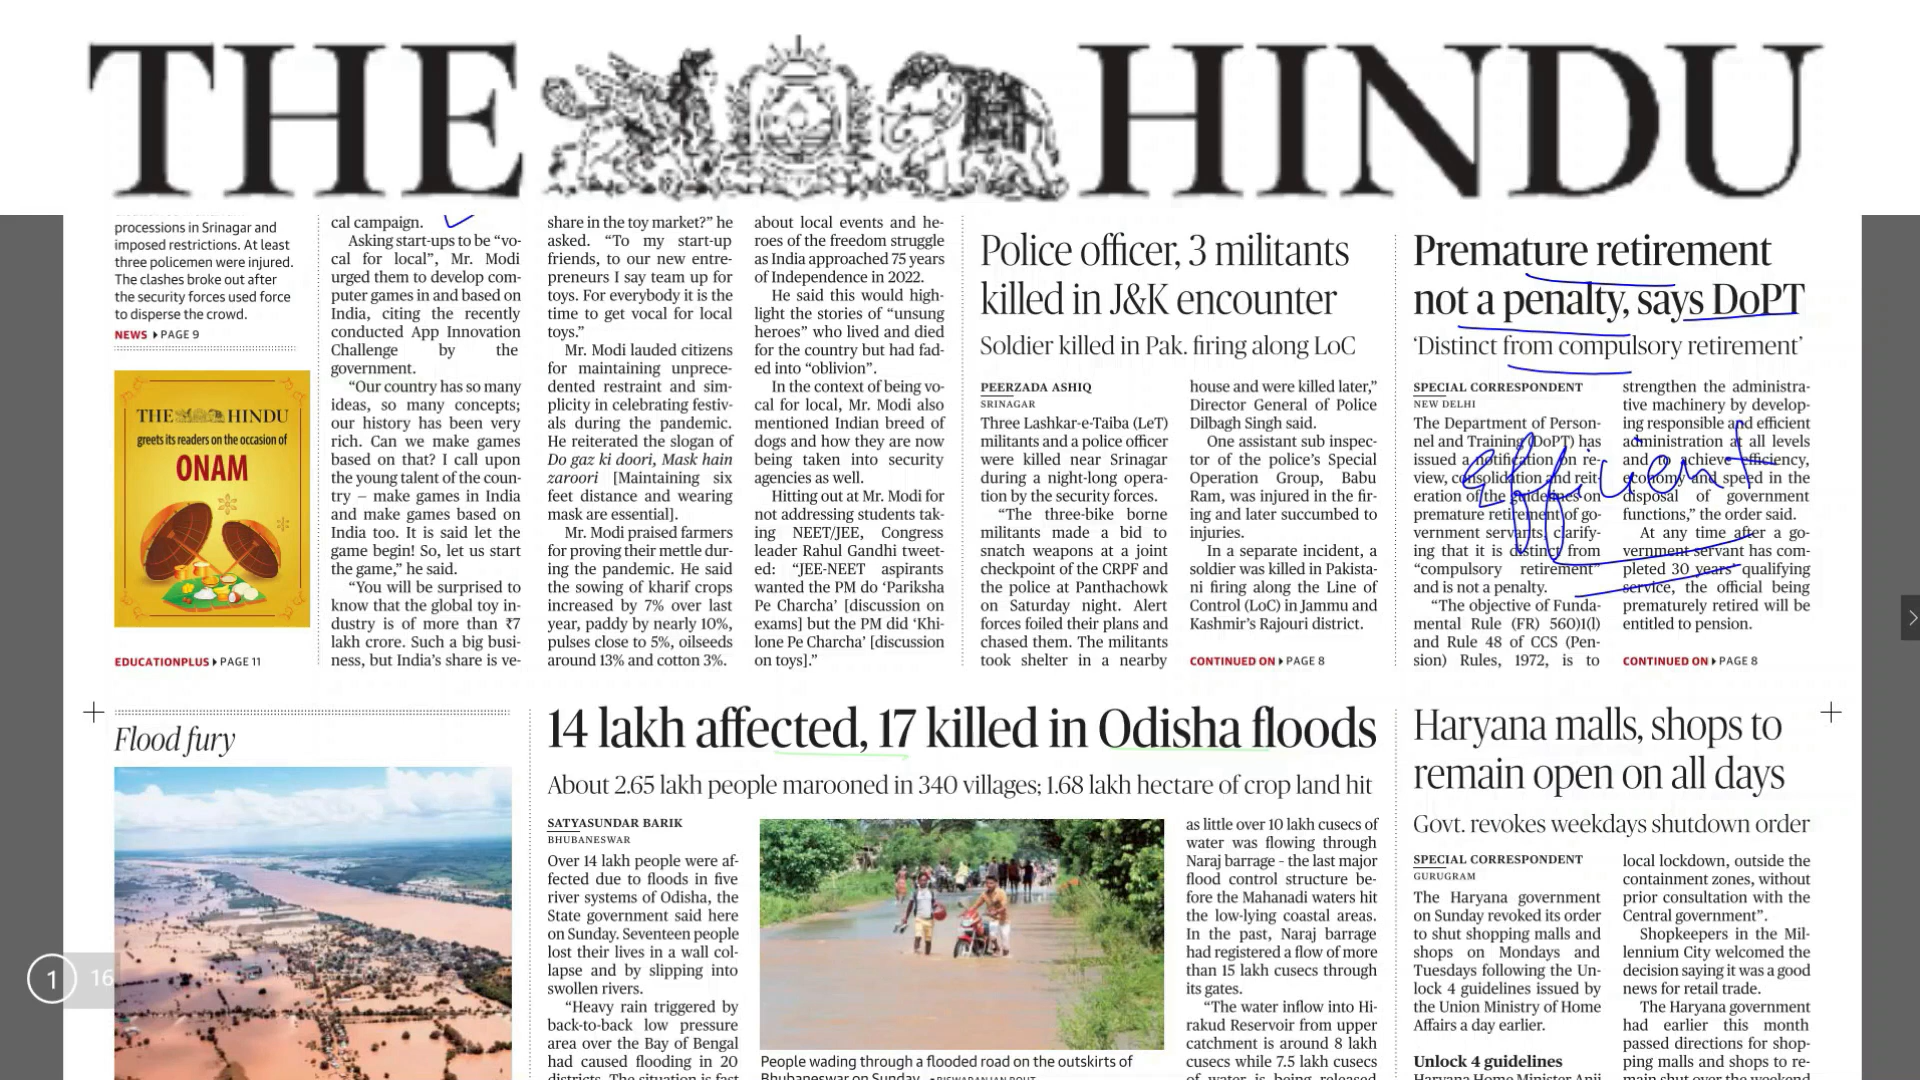 THE HINDU
processions in Srinagar and
imposed restrictions. At least
three policemen were injured.
The clashes broke out after
the security forces used force
to disperse the crowd.
NEWS PAGE 9
THE HINDU
greets its readers on the occasion of
ONAM
EDUCATIONPLUS PAGE 11
cal campaign.
Asking start-ups to be “vo-
cal for local”, Mr. Modi
urged them to develop com-
puter games in and based on
India, citing the recently
conducted App Innovation
Challenge by the
government.
“Our country has so many
ideas, so many concepts;
our history has been very
rich. Can we make games
based on that? I call upon
the young talent of the coun-
try – make games in India
and make games based on
India too. It is said let the
game begin! So, let us start
the game,” he said.
“You will be surprised to
know that the global toy in-
dustry is of more than ₹7
lakh crore. Such a big busi-
ness, but India’s share is ve-
share in the toy market?” he
asked. “To my start-up
friends, to our new entre-
preneurs I say team up for
toys. For everybody it is the
time to get vocal for local
toys.”
Mr. Modi lauded citizens
for maintaining unprece-
dented restraint and sim-
plicity in celebrating festiv-
als during the pandemic.
He reiterated the slogan of
Do gaz ki doori, Mask hain
zaroori [Maintaining six
feet distance and wearing
mask are essential].
Mr. Modi praised farmers
for proving their mettle dur-
ing the pandemic. He said
the sowing of kharif crops
increased by 7% over last
year, paddy by nearly 10%,
pulses close to 5%, oilseeds
around 13% and cotton 3%.
about local events and he-
roes of the freedom struggle
as India approached 75 years
of Independence in 2022.
He said this would high-
light the stories of “unsung
heroes” who lived and died
for the country but had fad-
ed into “oblivion”.
In the context of being vo-
cal for local, Mr. Modi also
mentioned Indian breed of
dogs and how they are now
being taken into security
agencies as well.
Hitting out at Mr. Modi for
not addressing students tak-
ing NEET/JEE, Congress
leader Rahul Gandhi tweet-
ed: “JEE-NEET aspirants
wanted the PM do ‘Pariksha
Pe Charcha’ [discussion on
exams] but the PM did ‘Khi-
lone Pe Charcha’ [discussion
on toys].”
Police officer, 3 militants
killed in J&K encounter
Soldier killed in Pak. firing along LoC
PEERZADA ASHIQ
SRINAGAR
Three Lashkar-e-Taiba (LeT)
militants and a police officer
were killed near Srinagar
during a night-long opera-
tion by the security forces.
“The three-bike borne
militants made a bid to
snatch weapons at a joint
checkpoint of the CRPF and
the police at Panthachowk
on Saturday night. Alert
forces foiled their plans and
chased them. The militants
took shelter in a nearby
house and were killed later,”
Director General of Police
Dilbagh Singh said.
One assistant sub inspec-
tor of the police’s Special
Operation Group, Babu
Ram, was injured in the fir-
ing and later succumbed to
injuries.
In a separate incident, a
soldier was killed in Pakista-
ni firing along the Line of
Control (LoC) in Jammu and
Kashmir’s Rajouri district.
CONTINUED ON PAGE 8
Premature retirement
not a penalty, says DoPT
‘Distinct from compulsory retirement’
SPECIAL CORRESPONDENT
NEW DELHI
The Department of Person-
nel and Training (DoPT) has
issued a notification on re-
view, consolidation and reit-
eration of the guidelines on
premature retirement of go-
vernment servants, clarify-
ing that it is distinct from
“compulsory retirement”
and is not a penalty.
“The objective of Funda-
mental Rule (FR) 560)1(l)
and Rule 48 of CCS (Pen-
sion) Rules, 1972, is to
strengthen the administra-
tive machinery by develop-
ing responsible and efficient
administration at all levels
and to achieve efficiency,
economy and speed in the
disposal of government
functions,” the order said.
At any time after a go-
vernment servant has com-
pleted 30 years’ qualifying
service, the official being
prematurely retired will be
entitled to pension.
CONTINUED ON PAGE 8
Efficient
Flood fury
1 16
14 lakh affected, 17 killed in Odisha floods
About 2.65 lakh people marooned in 340 villages; 1.68 lakh hectare of crop land hit
SATYASUNDAR BARIK
BHUBANESWAR
Over 14 lakh people were af-
fected due to floods in five
river systems of Odisha, the
State government said here
on Sunday. Seventeen people
lost their lives in a wall col-
lapse and by slipping into
swollen rivers.
“Heavy rain triggered by
back-to-back low pressure
area over the Bay of Bengal
had caused flooding in 20
districts. The situation is fast
People wading through a flooded road on the outskirts of
Bhubaneswar on Sunday. BISWARANJAN ROUT
as little over 10 lakh cusecs of
water was flowing through
Naraj barrage – the last major
flood control structure be-
fore the Mahanadi waters hit
the low-lying coastal areas.
In the past, Naraj barrage
had registered a flow of more
than 15 lakh cusecs through
its gates.
“The water inflow into Hi-
rakud Reservoir from upper
catchment is around 8 lakh
cusecs while 7.5 lakh cusecs
of water is being released
Haryana malls, shops to
remain open on all days
Govt. revokes weekdays shutdown order
SPECIAL CORRESPONDENT
GURUGRAM
The Haryana government
on Sunday revoked its order
to shut shopping malls and
shops on Mondays and
Tuesdays following the Un-
lock 4 guidelines issued by
the Union Ministry of Home
Affairs a day earlier.
Unlock 4 guidelines
Haryana Home Minister Anil
local lockdown, outside the
containment zones, without
prior consultation with the
Central government”.
Shopkeepers in the Mil-
lennium City welcomed the
decision saying it was a good
news for retail trade.
The Haryana government
had earlier this month
passed directions for shop-
ping malls and shops to re-
main shut over the weekend